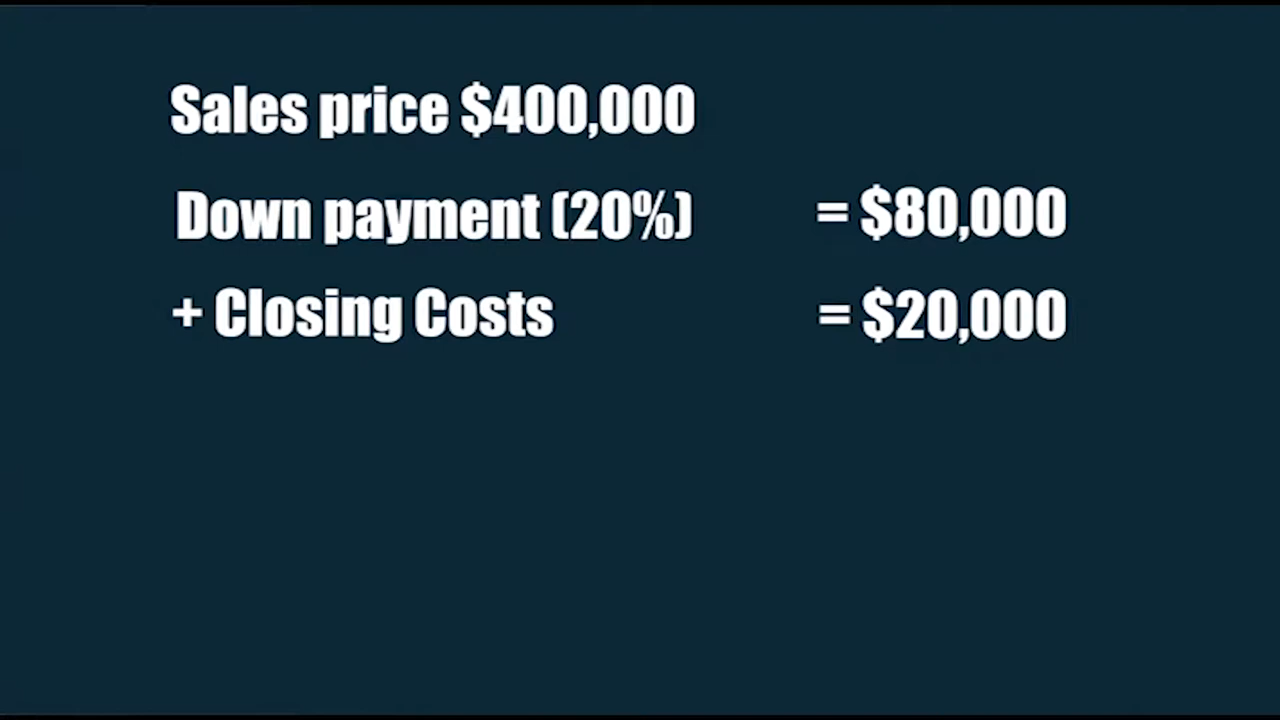 Sales price $400,000
Down payment (20%) = $80,000
+ Closing Costs = $20,000